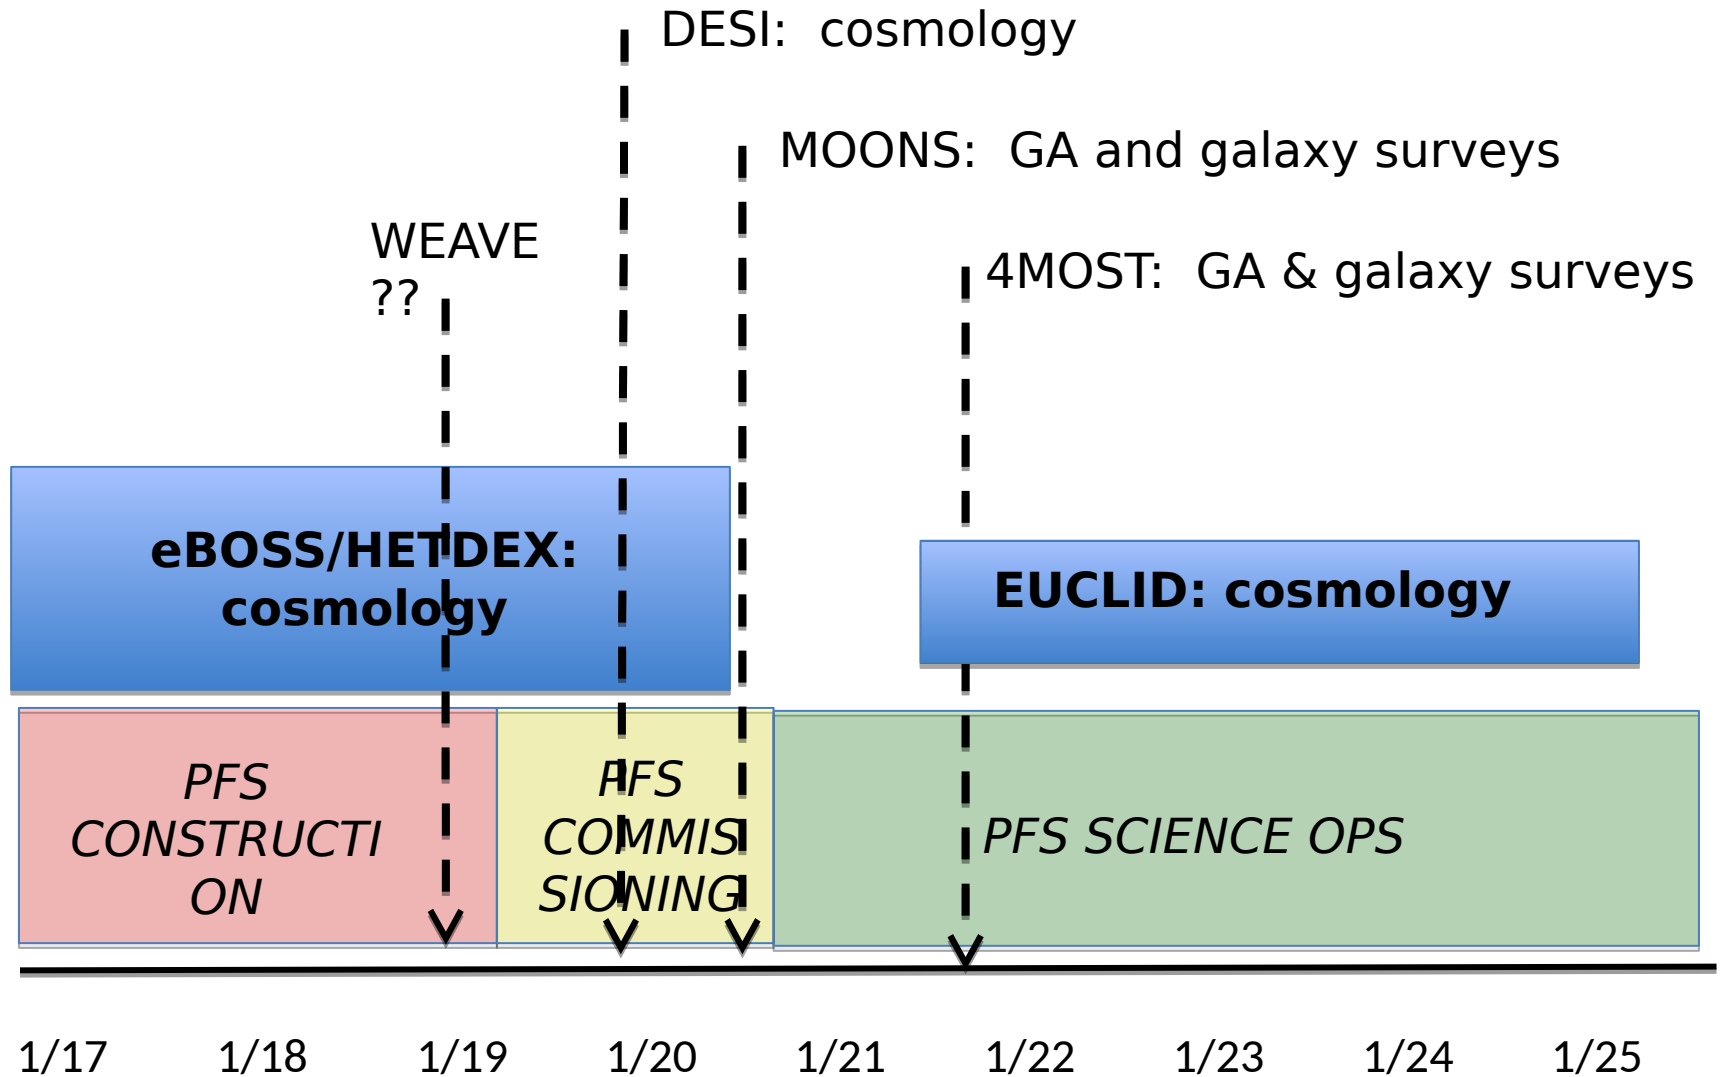 DESI:  cosmology
MOONS:  GA and galaxy surveys
WEAVE
??
4MOST:  GA & galaxy surveys
eBOSS/HETDEX:
cosmology
EUCLID: cosmology
PFS
CONSTRUCTI
ON
PFS
COMMIS
SIONING
PFS SCIENCE OPS
1/17 1/18 1/19 1/20 1/21 1/22 1/23 1/24 1/25